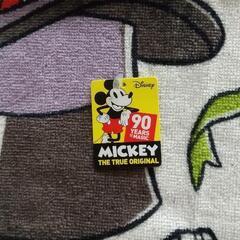 Disney
90
YEARS
OF MAGIC
MICKEY
THE TRUE ORIGINAL